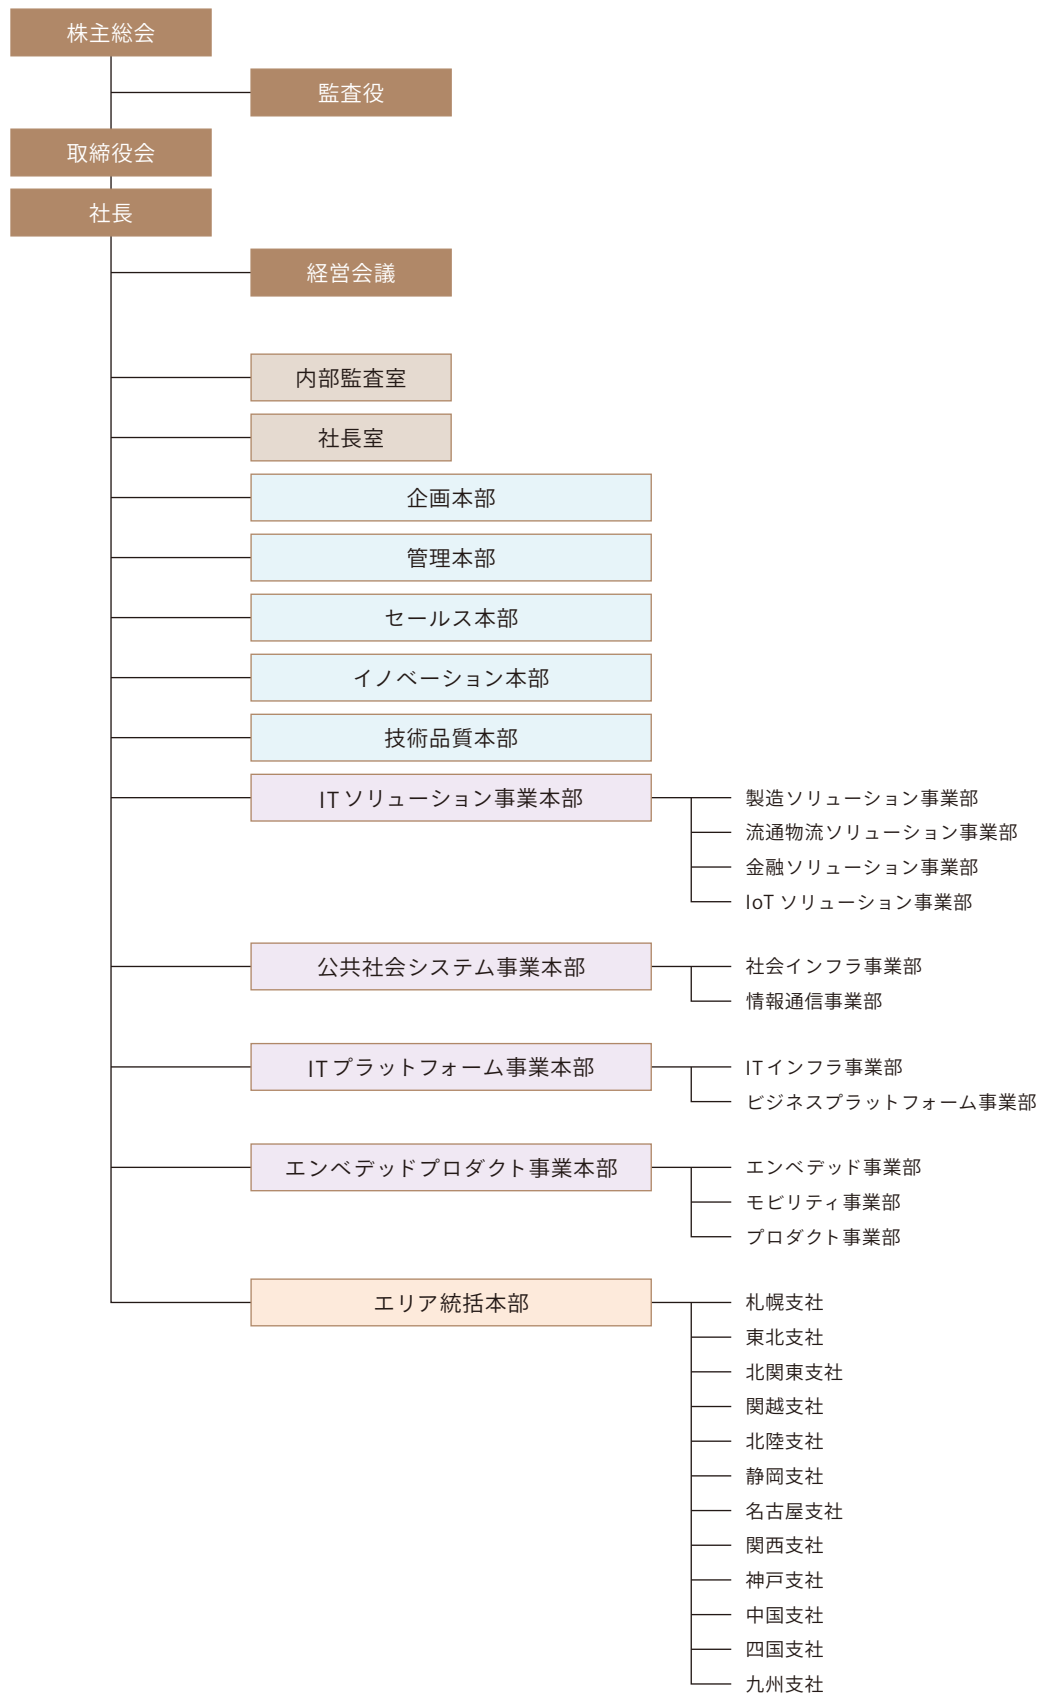 株主総会
監査役
取締役会
社長
経営会議
内部監査室
社長室
企画本部
管理本部
セールス本部
イノベーション本部
技術品質本部
ITソリューション事業本部
製造ソリューション事業部
流通物流ソリューション事業部
金融ソリューション事業部
IoTソリューション事業部
公共社会システム事業本部
社会インフラ事業部
情報通信事業部
ITプラットフォーム事業本部
ITインフラ事業部
ビジネスプラットフォーム事業部
エンベデッドプロダクト事業本部
エンベデッド事業部
モビリティ事業部
プロダクト事業部
エリア統括本部
札幌支社
東北支社
北関東支社
関越支社
北陸支社
静岡支社
名古屋支社
関西支社
神戸支社
中国支社
四国支社
九州支社